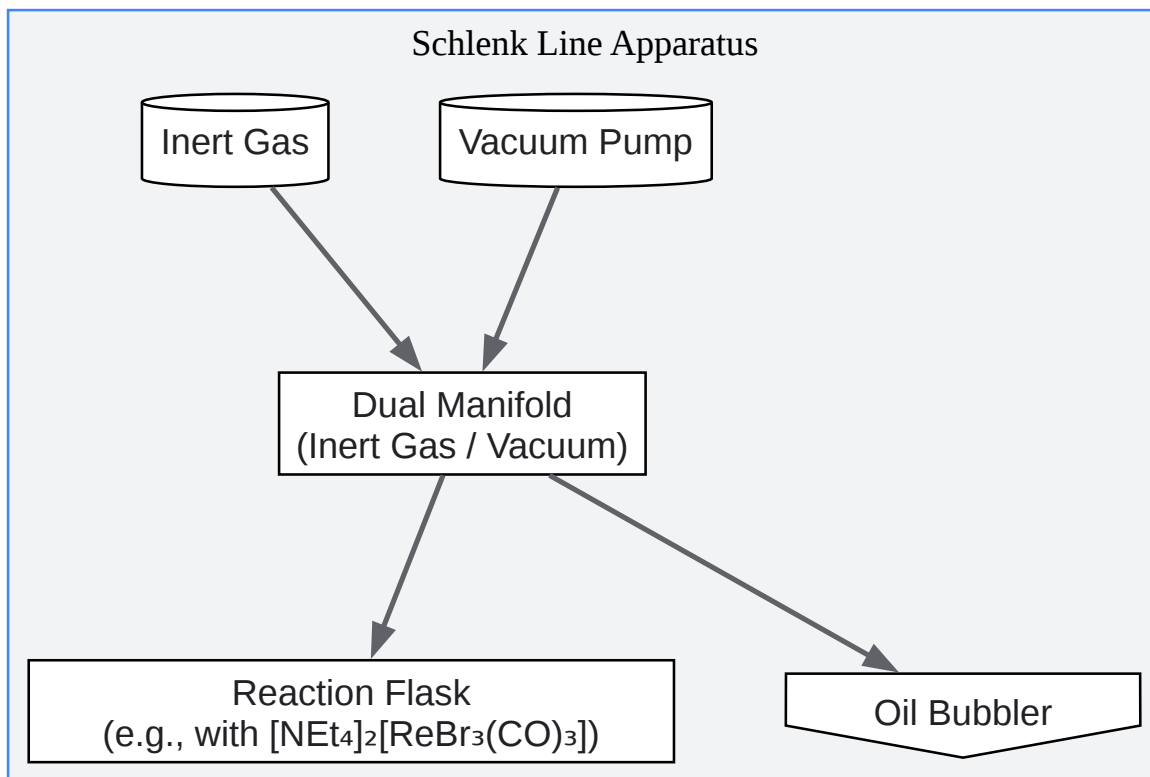 Schlenk Line Apparatus
Inert Gas
Vacuum Pump
Dual Manifold
(Inert Gas / Vacuum)
Reaction Flask
(e.g., with [NEt₄]₂[ReBr₃(CO)₃])
Oil Bubbler